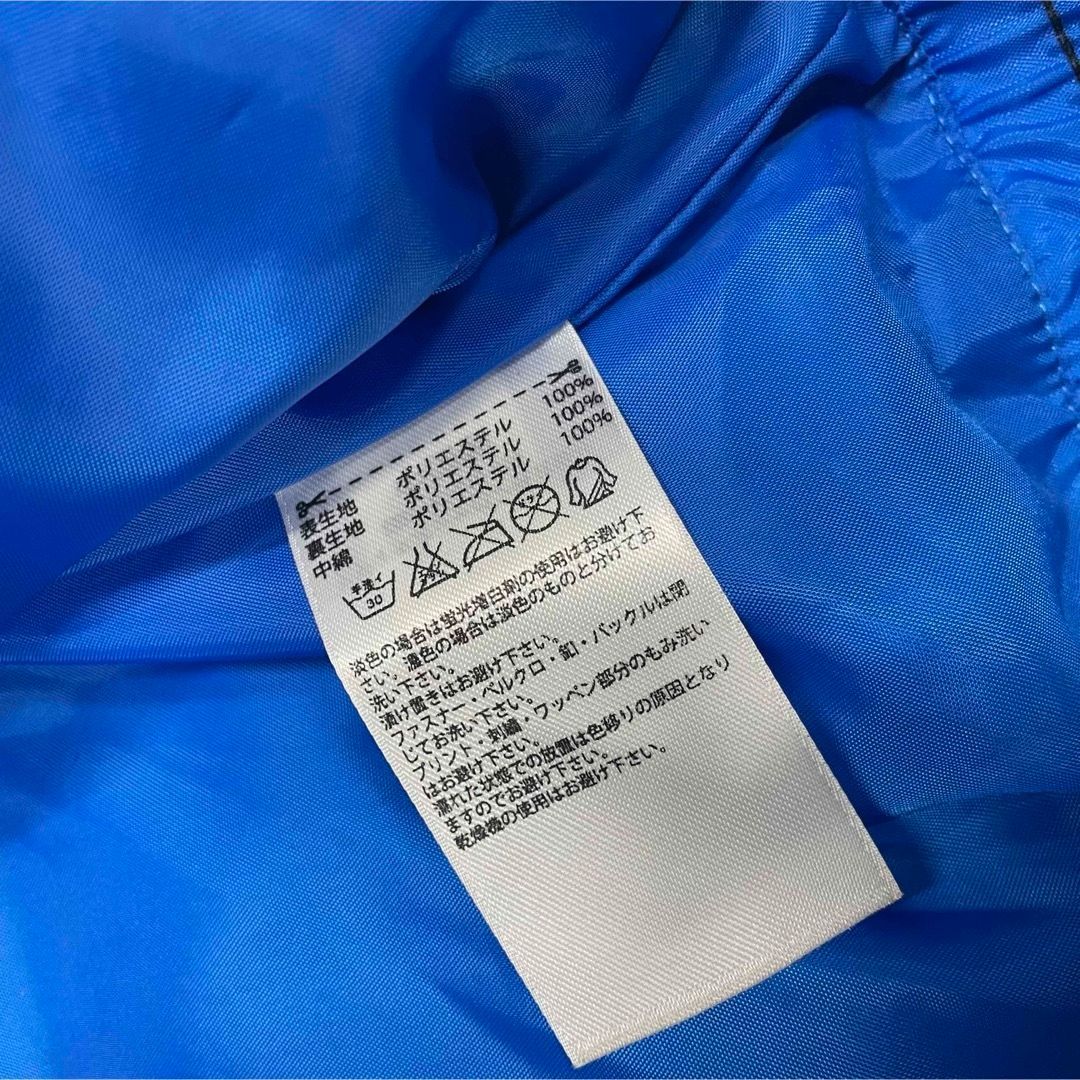 表生地 ポリエステル 100%
裏生地 ポリエステル 100%
中綿 ポリエステル 100%
手洗イ
30
淡色の場合は蛍光増白剤の使用はお避け下
さい。濃色の場合は淡色のものと分けてお
洗い下さい。
漬け置きはお避け下さい。
ファスナー・ベルクロ・釦・バックルは閉
じてお洗い下さい。
プリント・刺繍・ワッペン部分のもみ洗い
はお避け下さい。
濡れた状態での放置は色移りの原因となり
ますのでお避け下さい。
乾燥機の使用はお避け下さい。